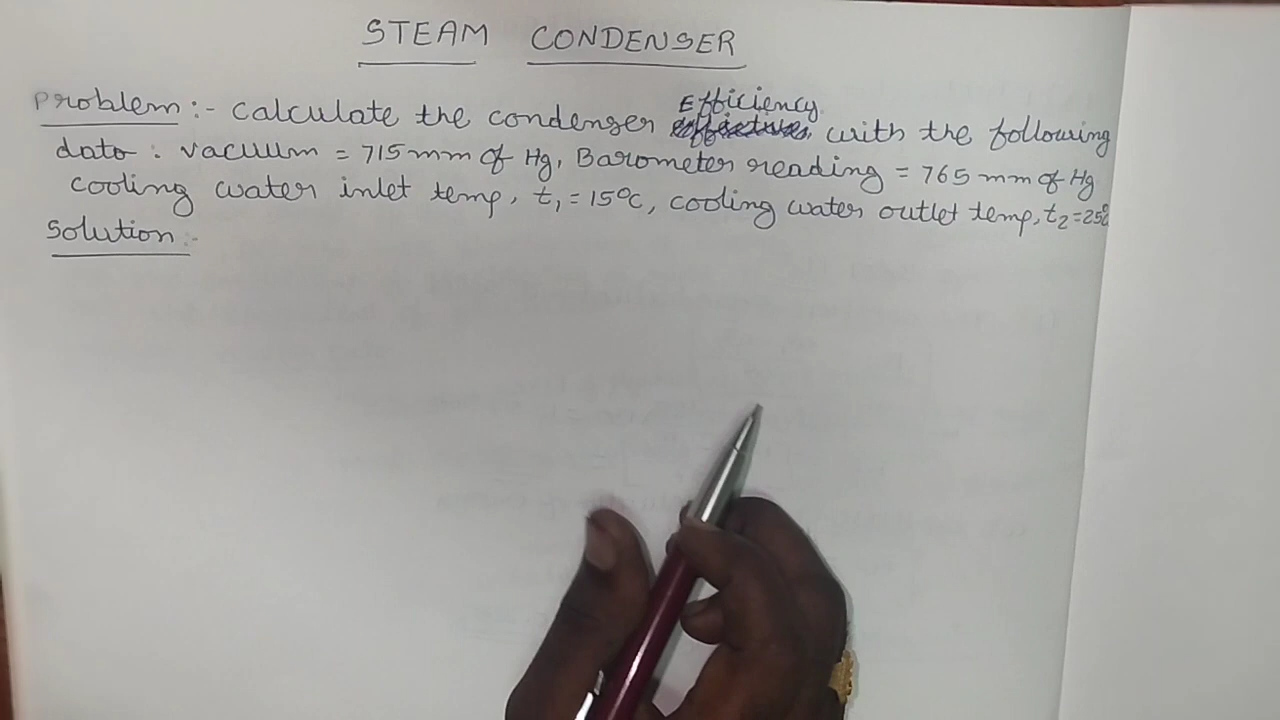 STEAM CONDENSER
Problem :- Calculate the condenser Efficiency with the following
data : vacuum = 715 mm of Hg, Barometer reading = 765 mm of Hg
cooling water inlet temp, t₁ = 15°C, cooling water outlet temp, t₂ = 25°C
Solution :-